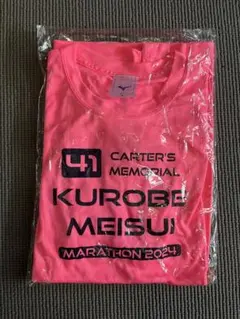 41 CARTER'S
MEMORIAL
KUROBE
MEISUI
MARATHON 2024